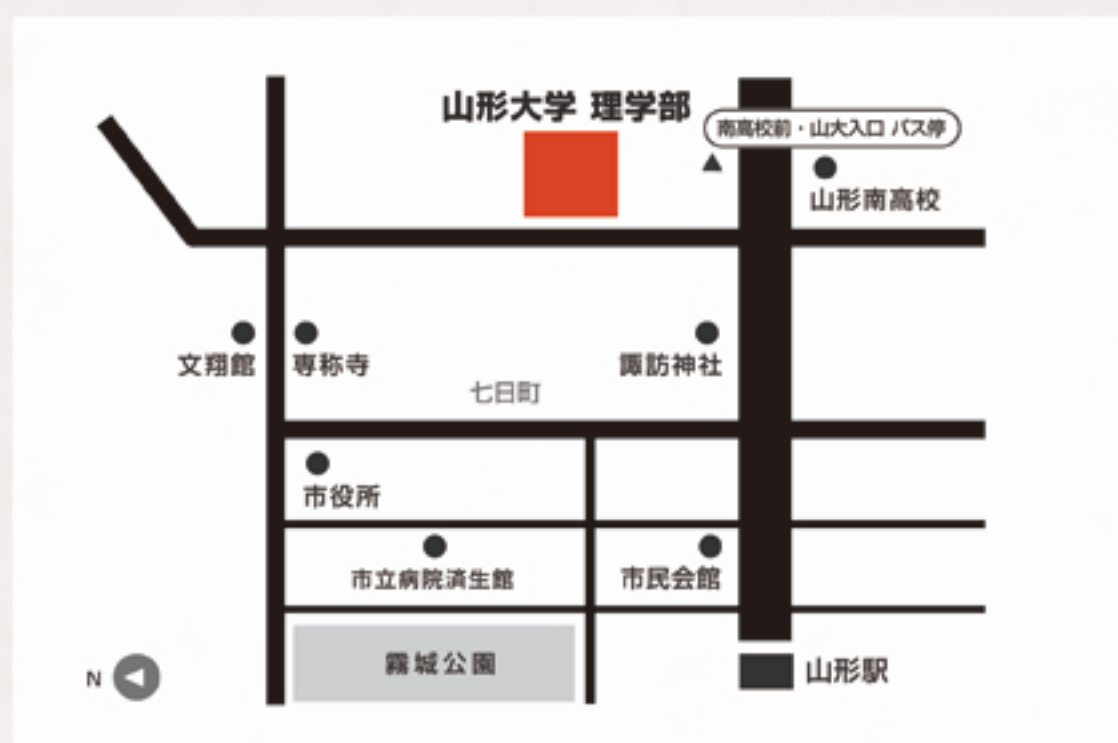 山形大学 理学部
南高校前・山大入口 バス停
山形南高校
文翔館
専称寺
諏訪神社
七日町
市役所
市立病院済生館
市民会館
霞城公園
N
山形駅